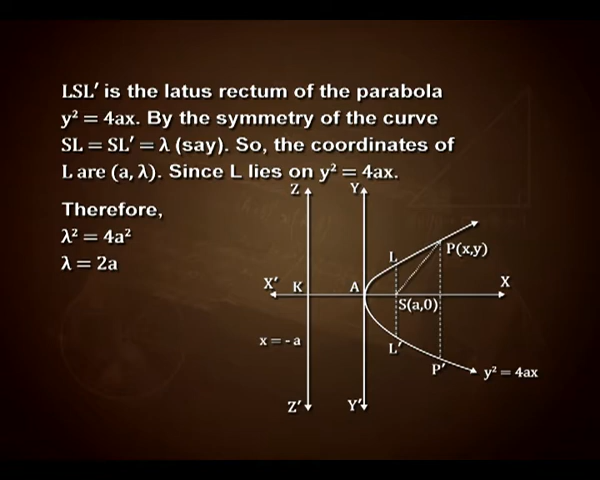 LSL′ is the latus rectum of the parabola
y² = 4ax. By the symmetry of the curve
SL = SL′ = λ (say). So, the coordinates of
L are (a, λ). Since L lies on y² = 4ax.
Therefore,
λ² = 4a²
λ = 2a
Z Y
L P(x,y)
X′ K A X
S(a,0)
x = - a
L′
P′ y² = 4ax
Z′ Y′